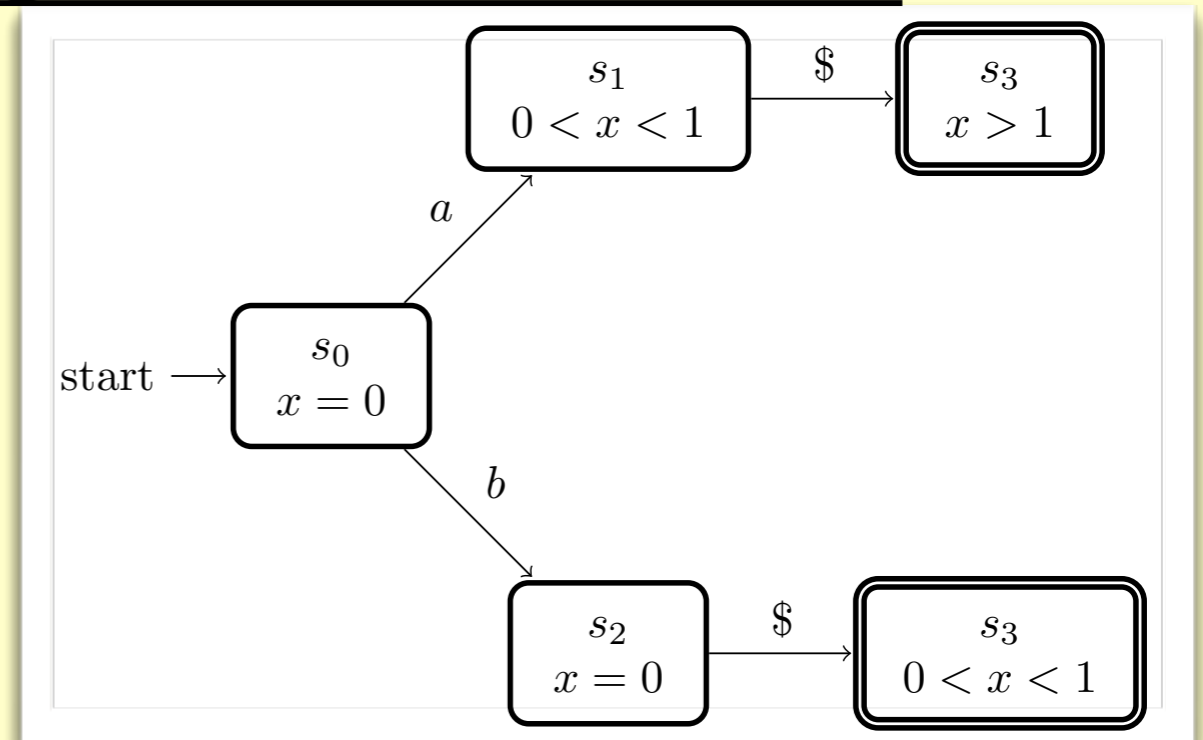 s₁
0 < x < 1
$
s₃
x > 1
a
start
s₀
x = 0
b
s₂
x = 0
$
s₃
0 < x < 1